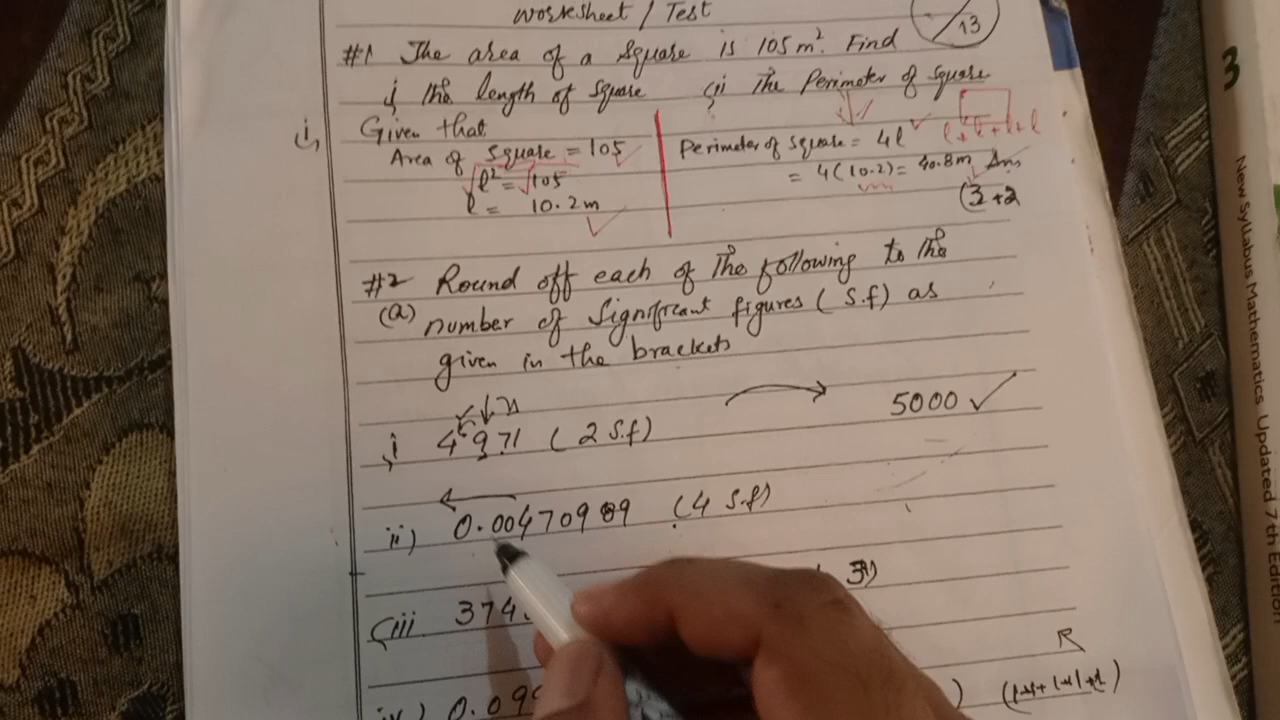 Worksheet / Test
13
#1 The area of a square is 105 m². Find
i, the length of square (ii The Perimeter of square
i, Given that
Area of square = 105
√l² = √105
l = 10.2 m
Perimeter of square = 4l
l + l + l + l
= 4(10.2) = 40.8m Ans
(3 +2
#2 Round off each of the following to the
(a) number of significant figures ( S.f) as
given in the brackets
i, 4971 ( 2 S.f)
5000 ✓
ii) 0.00470989 (4 S.f)
(iii 374
iv) 0.09
3
New Syllabus Mathematics Updated 7th Edition